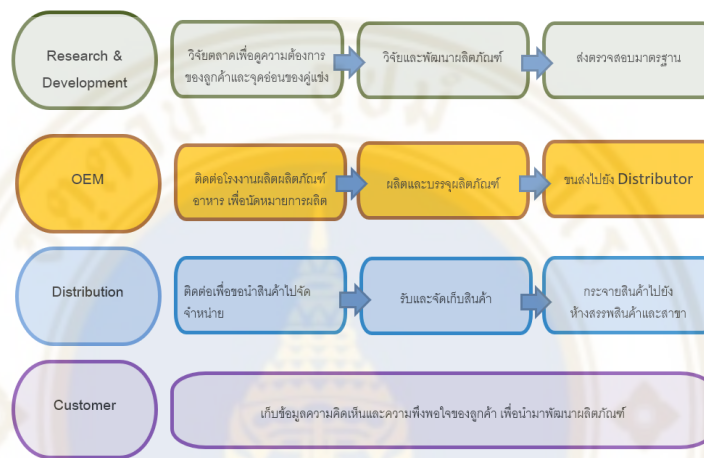 Research &
Development
วิจัยตลาดเพื่อดูความต้องการ
ของลูกค้าและจุดอ่อนของคู่แข่ง
วิจัยและพัฒนาผลิตภัณฑ์
ส่งตรวจสอบมาตรฐาน
OEM
ติดต่อโรงงานผลิตผลิตภัณฑ์
อาหาร เพื่อนัดหมายการผลิต
ผลิตและบรรจุผลิตภัณฑ์
ขนส่งไปยัง Distributor
Distribution
ติดต่อเพื่อขอนำสินค้าไปจัด
จำหน่าย
รับและจัดเก็บสินค้า
กระจายสินค้าไปยัง
ห้างสรรพสินค้าและสาขา
Customer
เก็บข้อมูลความคิดเห็นและความพึงพอใจของลูกค้า เพื่อนำมาพัฒนาผลิตภัณฑ์